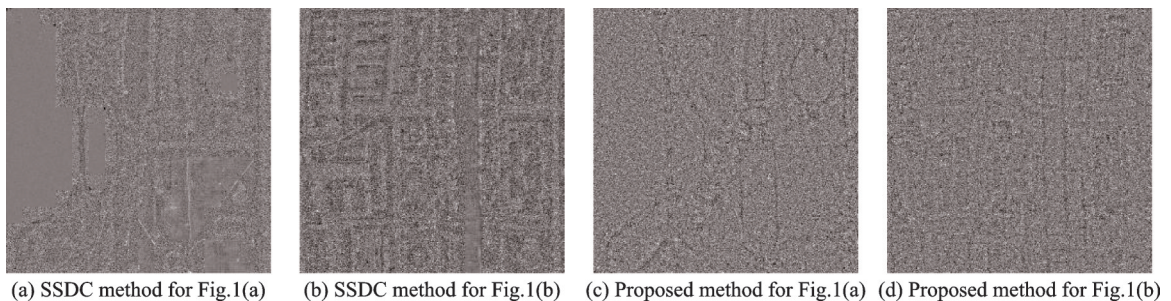 (a) SSDC method for Fig.1(a)
(b) SSDC method for Fig.1(b)
(c) Proposed method for Fig.1(a)
(d) Proposed method for Fig.1(b)